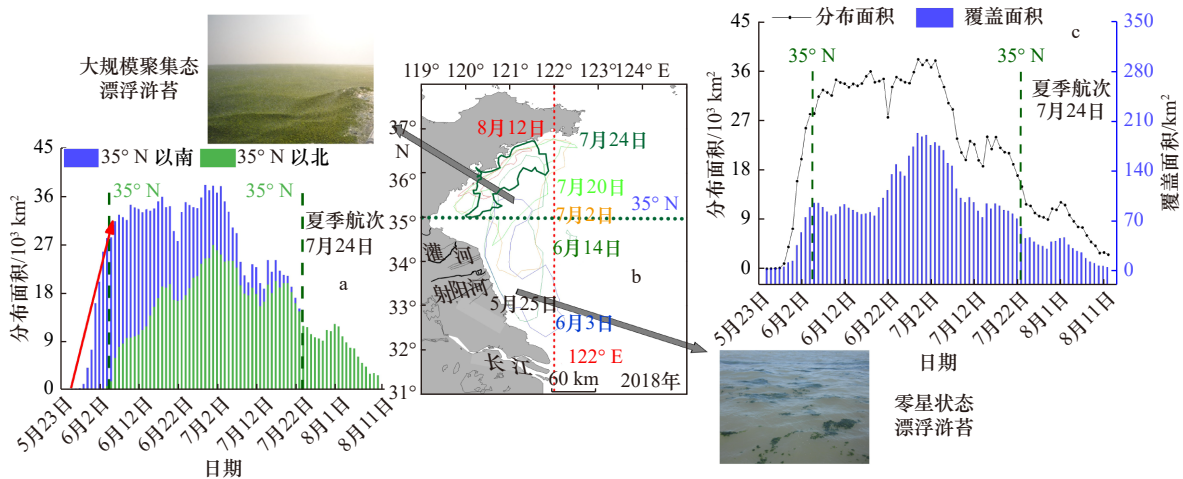 大规模聚集态
漂浮浒苔
35° N 以南
35° N 以北
45
36
27
18
9
0
分布面积/10³ km²
35° N
35° N
夏季航次
7月24日
a
5月23日
6月2日
6月12日
6月22日
7月2日
7月12日
7月22日
8月1日
8月11日
日期
119°
120°
121°
122°
123°
124° E
37°
N
36°
35°
34°
33°
32°
31°
8月12日
7月24日
7月20日
35° N
7月2日
6月14日
灌 河
射阳河
5月25日
b
6月3日
122° E
长 江
60 km
2018年
分布面积
覆盖面积
c
45
36
27
18
9
0
分布面积/10³ km²
350
280
210
140
70
0
覆盖面积/km²
35° N
35° N
夏季航次
7月24日
5月23日
6月2日
6月12日
6月22日
7月2日
7月12日
7月22日
8月1日
8月11日
日期
零星状态
漂浮浒苔